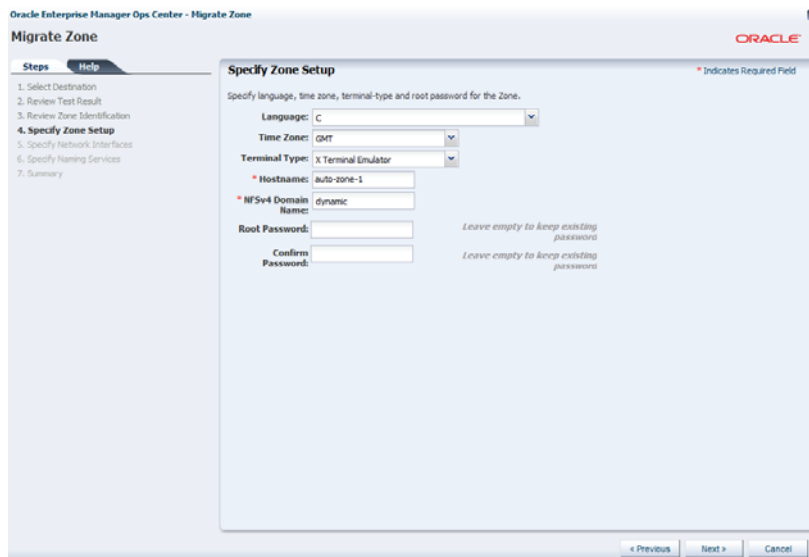 Oracle Enterprise Manager Ops Center - Migrate Zone
Migrate Zone
ORACLE
Steps Help
1. Select Destination
2. Review Test Result
3. Review Zone Identification
4. Specify Zone Setup
5. Specify Network Interfaces
6. Specify Naming Services
7. Summary
Specify Zone Setup
* Indicates Required Field
Specify language, time zone, terminal-type and root password for the Zone.
Language: C
Time Zone: GMT
Terminal Type: X Terminal Emulator
* Hostname: auto-zone-1
* NFSv4 Domain Name: dynamic
Root Password:
Leave empty to keep existing
password
Confirm
Password:
Leave empty to keep existing
password
« Previous Next » Cancel